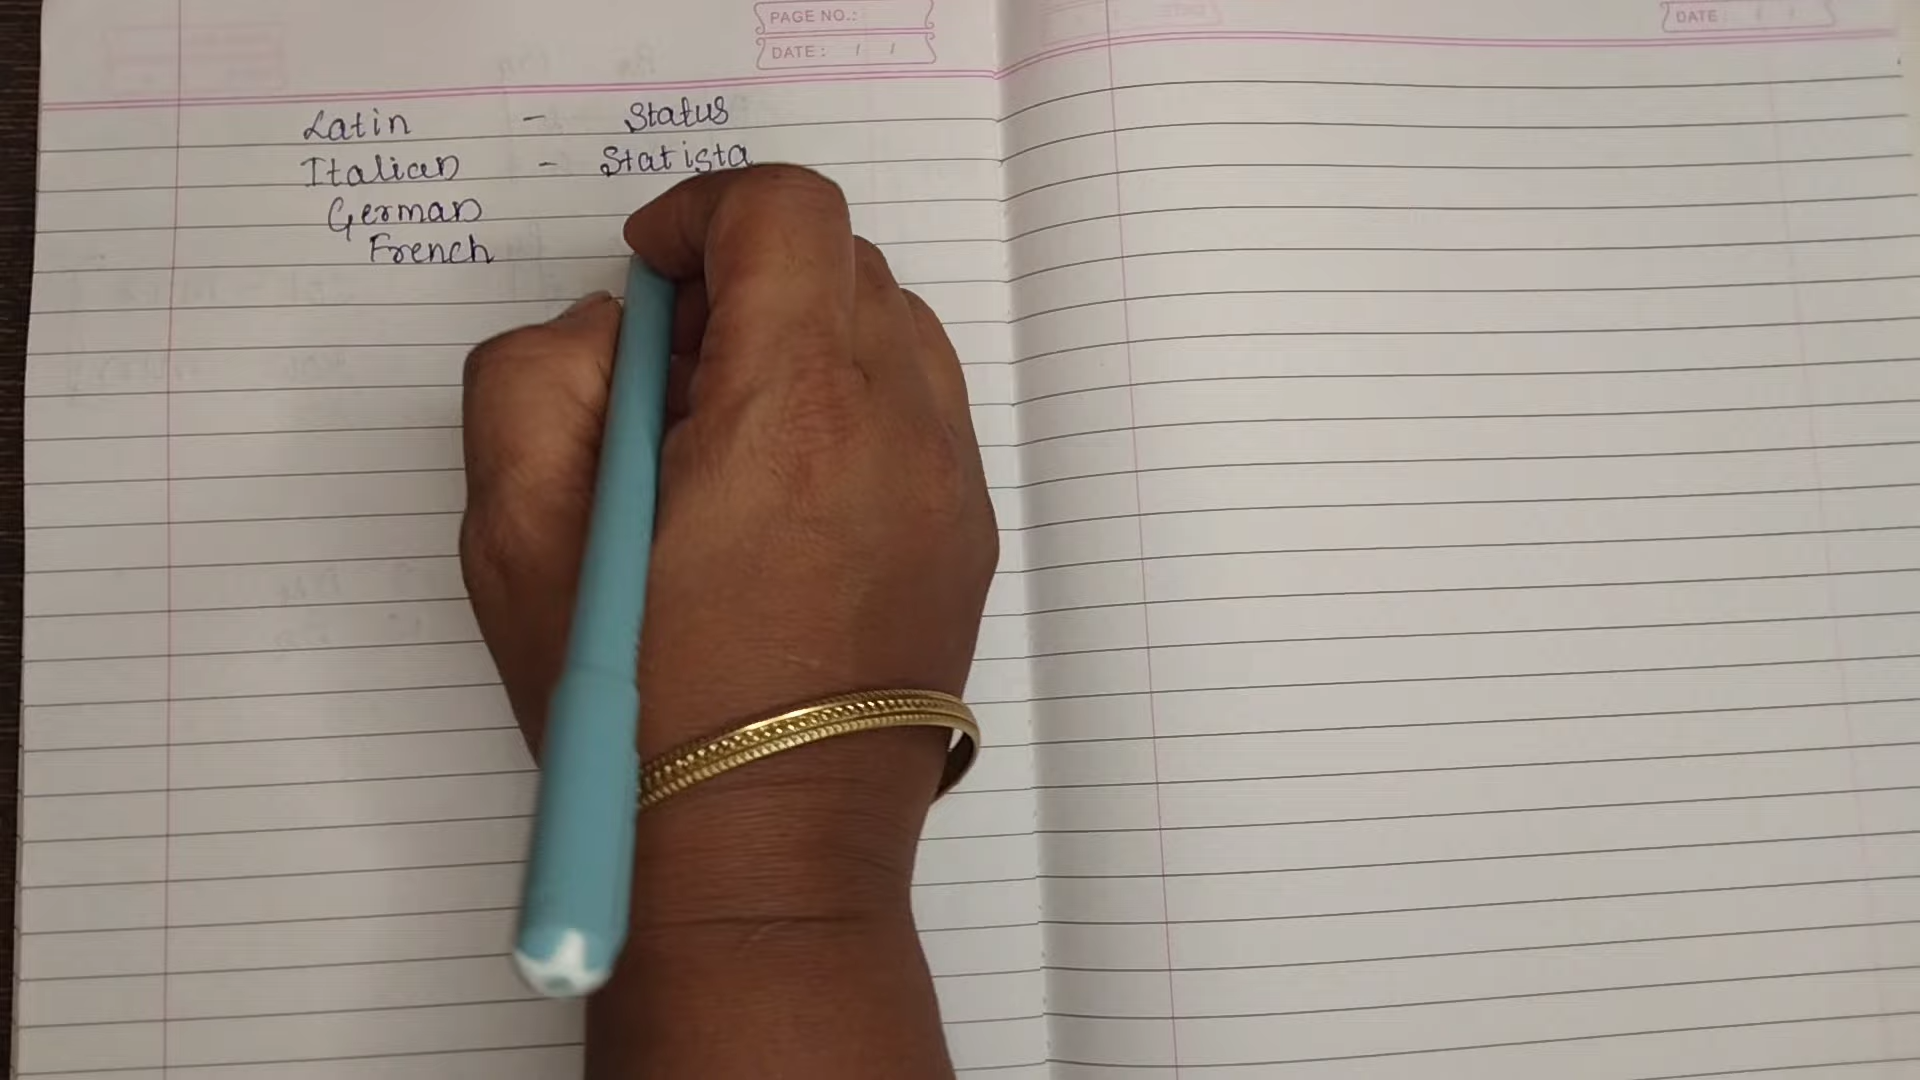 PAGE NO.:
DATE : / /
DATE / /
Latin - Status
Italian - Statista
German
French